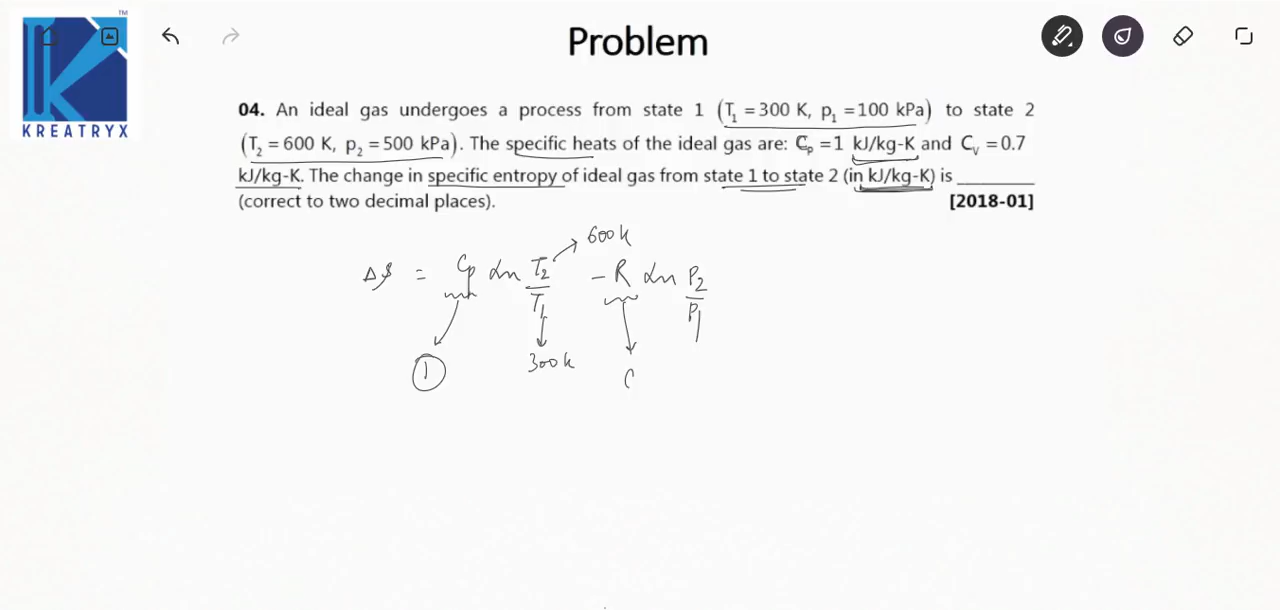 Problem
TM
KREATRYX
04. An ideal gas undergoes a process from state 1 (T₁ = 300 K, p₁ = 100 kPa) to state 2
(T₂ = 600 K, p₂ = 500 kPa). The specific heats of the ideal gas are: Cₚ = 1 kJ/kg-K and Cᵥ = 0.7
kJ/kg-K. The change in specific entropy of ideal gas from state 1 to state 2 (in kJ/kg-K) is ________
(correct to two decimal places). [2018-01]
600k
Δs = Cp ln T₂/T₁ - R ln P₂/P₁
1 300k C